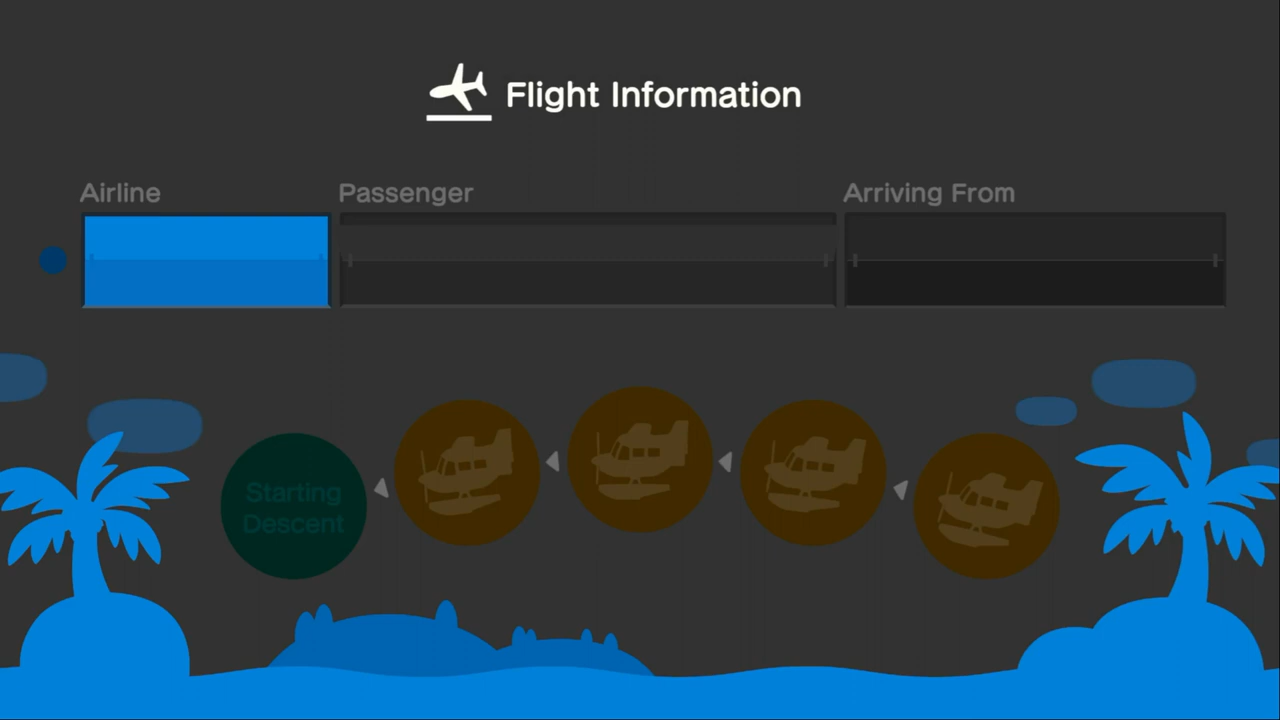 Flight Information
Airline
Passenger
Arriving From
Starting
Descent